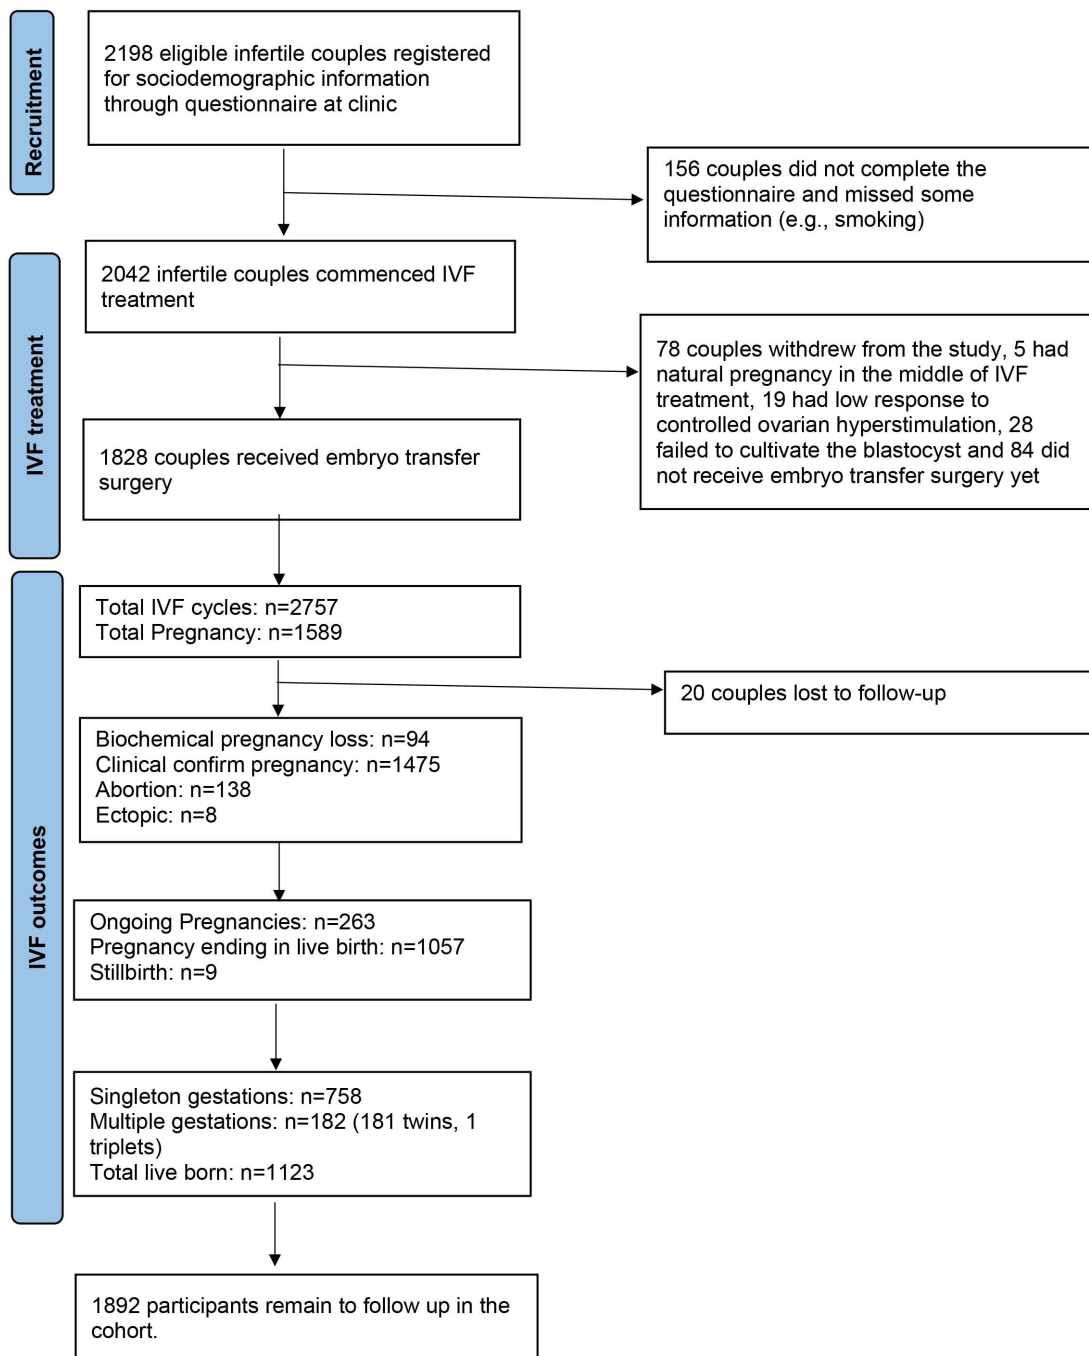 Recruitment
2198 eligible infertile couples registered
for sociodemographic information
through questionnaire at clinic
156 couples did not complete the
questionnaire and missed some
information (e.g., smoking)
IVF treatment
2042 infertile couples commenced IVF
treatment
78 couples withdrew from the study, 5 had
natural pregnancy in the middle of IVF
treatment, 19 had low response to
controlled ovarian hyperstimulation, 28
failed to cultivate the blastocyst and 84 did
not receive embryo transfer surgery yet
1828 couples received embryo transfer
surgery
IVF outcomes
Total IVF cycles: n=2757
Total Pregnancy: n=1589
20 couples lost to follow-up
Biochemical pregnancy loss: n=94
Clinical confirm pregnancy: n=1475
Abortion: n=138
Ectopic: n=8
Ongoing Pregnancies: n=263
Pregnancy ending in live birth: n=1057
Stillbirth: n=9
Singleton gestations: n=758
Multiple gestations: n=182 (181 twins, 1
triplets)
Total live born: n=1123
1892 participants remain to follow up in the
cohort.